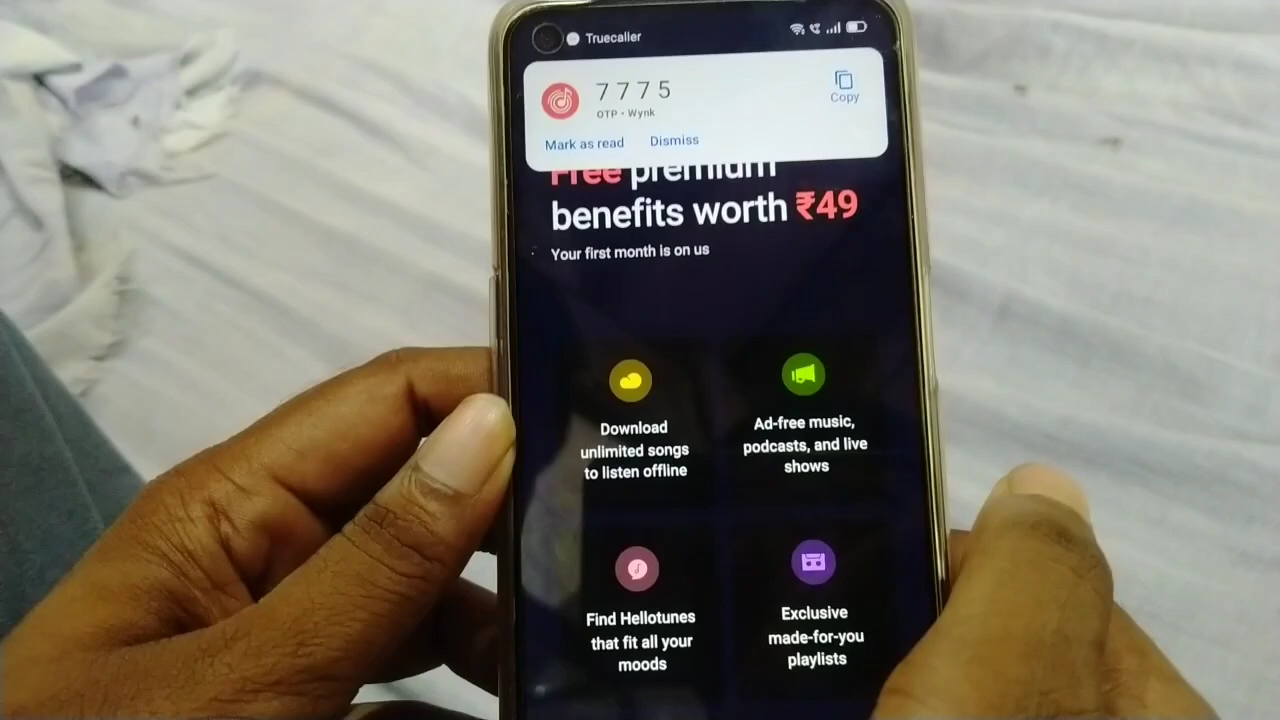 Truecaller
7775
Copy
OTP - Wynk
Mark as read Dismiss
Free premium
benefits worth ₹49
Your first month is on us
Download
unlimited songs
to listen offline
Ad-free music,
podcasts, and live
shows
Find Hellotunes
that fit all your
moods
Exclusive
made-for-you
playlists